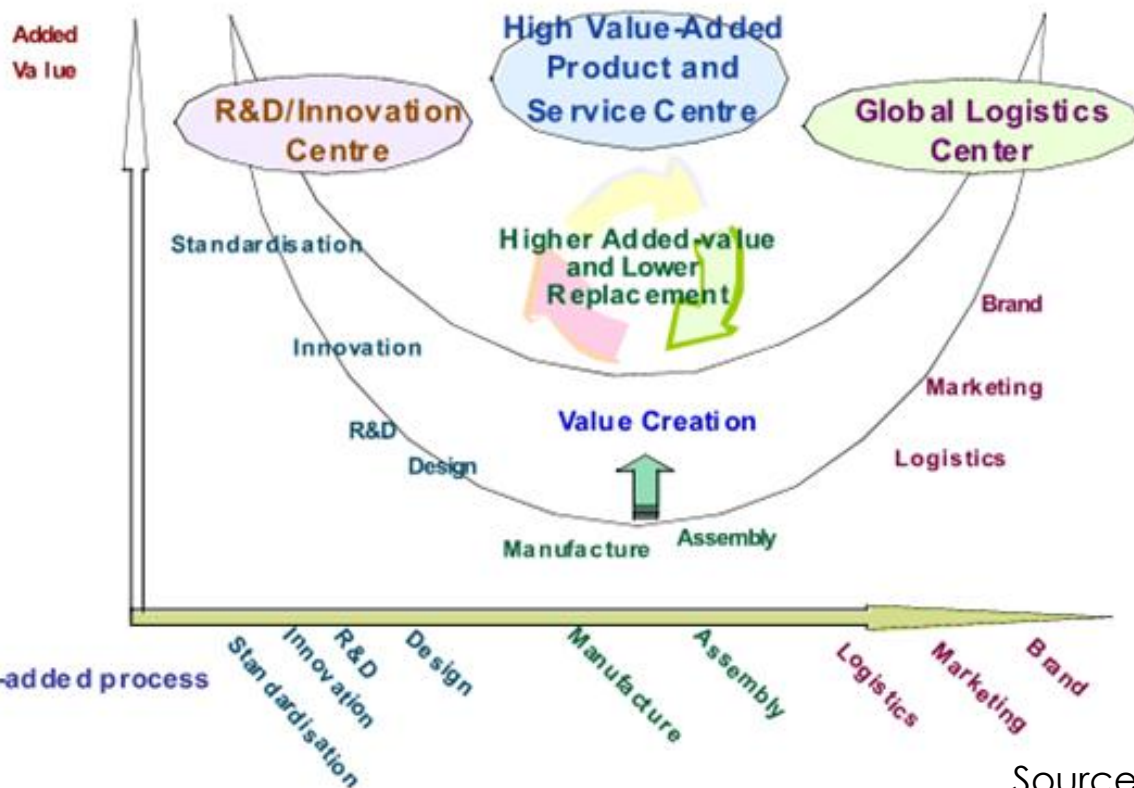 Added
Value
High Value-Added
Product and
Service Centre
R&D/Innovation
Centre
Global Logistics
Center
Standardisation
Higher Added-value
and Lower
Replacement
Brand
Innovation
Marketing
Value Creation
R&D
Design
Logistics
Manufacture
Assembly
-added process
Standardisation
Innovation
R&D
Design
Manufacture
Assembly
Logistics
Marketing
Brand
Source